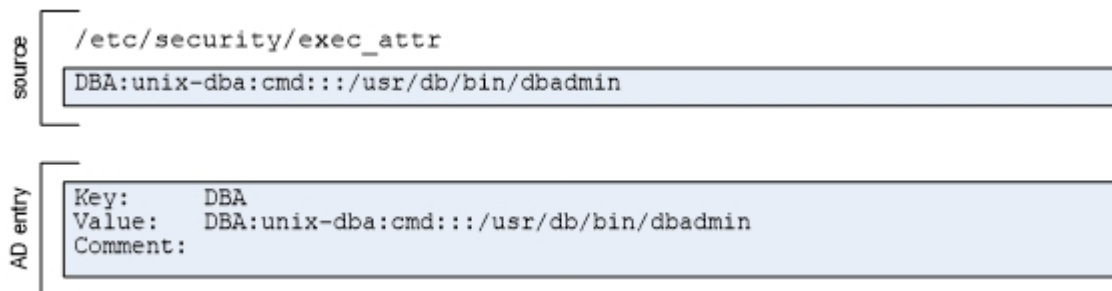 source
/etc/security/exec_attr
DBA:unix-dba:cmd:::/usr/db/bin/dbadmin
AD entry
Key: DBA
Value: DBA:unix-dba:cmd:::/usr/db/bin/dbadmin
Comment: